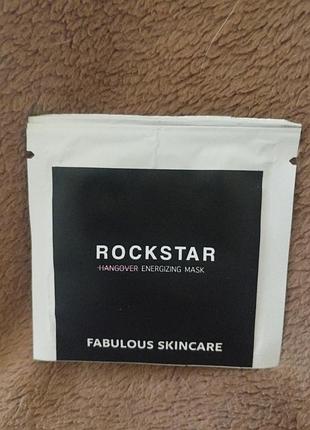 ROCKSTAR
HANGOVER ENERGIZING MASK
FABULOUS SKINCARE